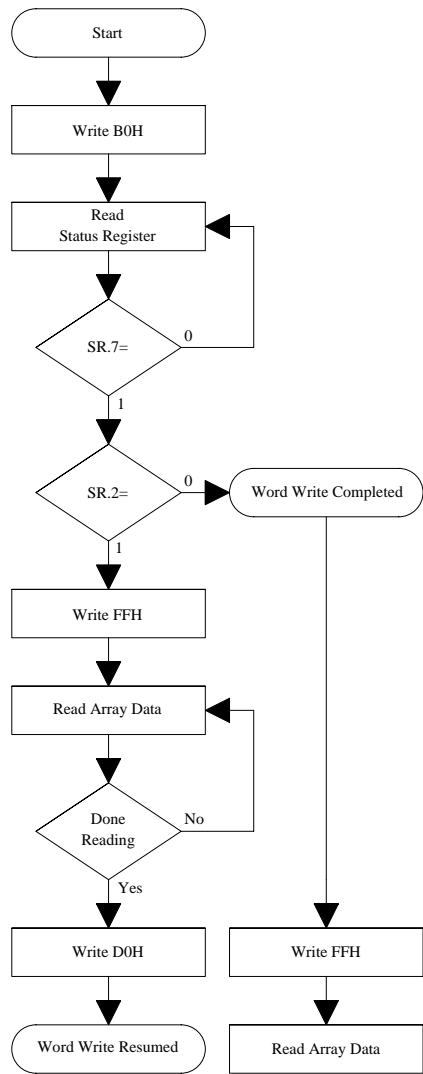 Start
Write B0H
Read
Status Register
SR.7=
0
1
SR.2=
0
Word Write Completed
1
Write FFH
Read Array Data
Done
Reading
No
Yes
Write D0H
Write FFH
Word Write Resumed
Read Array Data